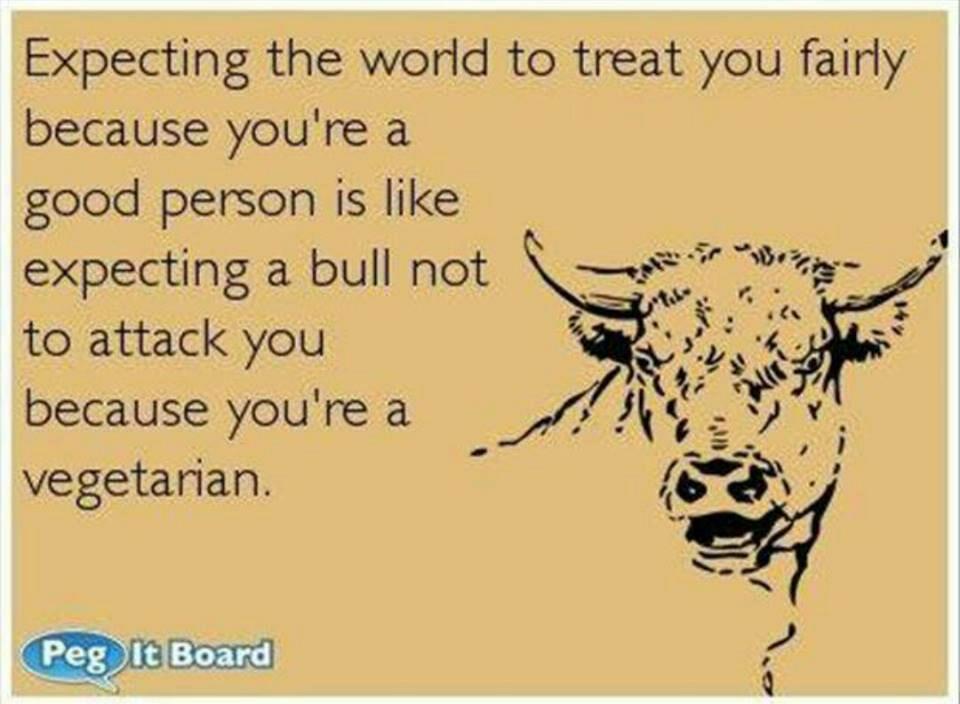 Expecting the world to treat you fairly
because you're a
good person is like
expecting a bull not
to attack you
because you're a
vegetarian.
Peg It Board